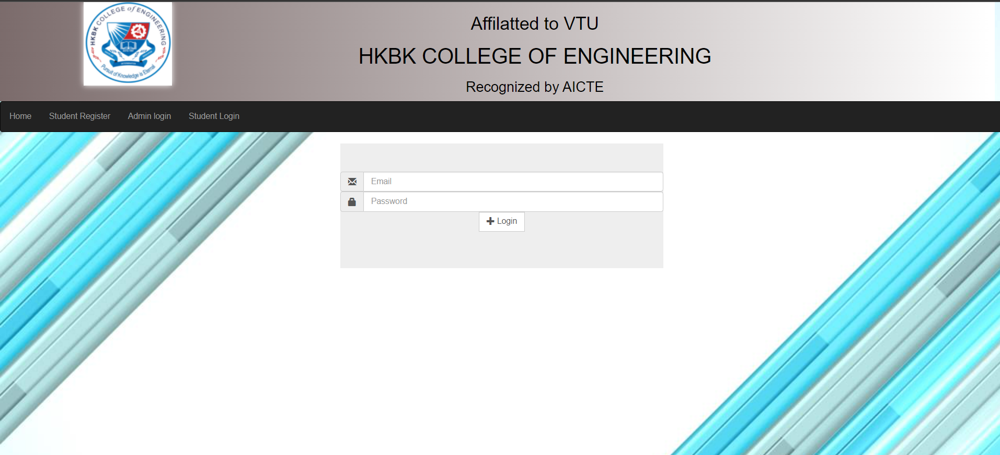 HKBK COLLEGE of ENGINEERING
Pursuit of Knowledge is Eternal
Affilatted to VTU
HKBK COLLEGE OF ENGINEERING
Recognized by AICTE
Home Student Register Admin login Student Login
Email
Password
Login